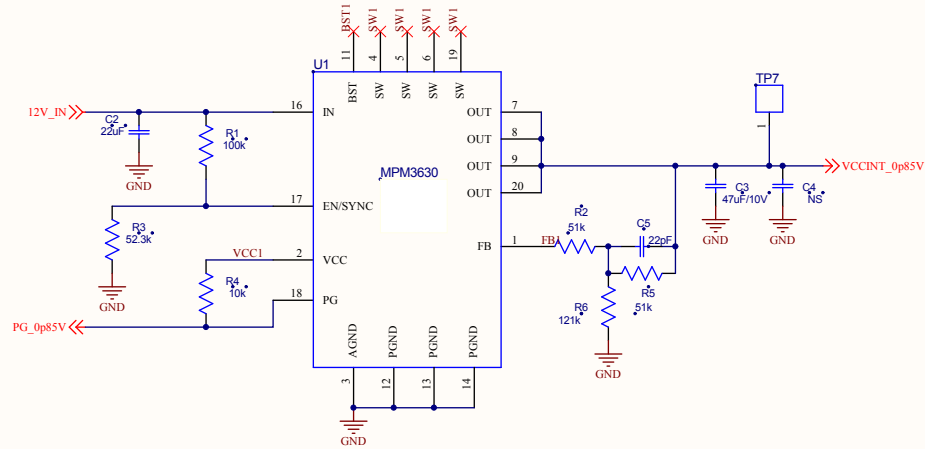 BST1
SW1
SW1
SW1
SW1
11
4
5
6
19
U1
BST
SW
SW
SW
SW
TP7
1
12V_IN
16
IN
OUT
7
C2
22uF
R1
100k
OUT
8
GND
MPM3630
OUT
9
VCCINT_0p85V
OUT
20
C3
47uF/10V
C4
NS
17
EN/SYNC
R3
52.3k
R2
51k
C5
22pF
GND
GND
FB
1
FB1
VCC1
2
VCC
R4
10k
18
PG
R5
51k
R6
121k
GND
PG_0p85V
AGND
PGND
PGND
PGND
GND
3
12
13
14
GND